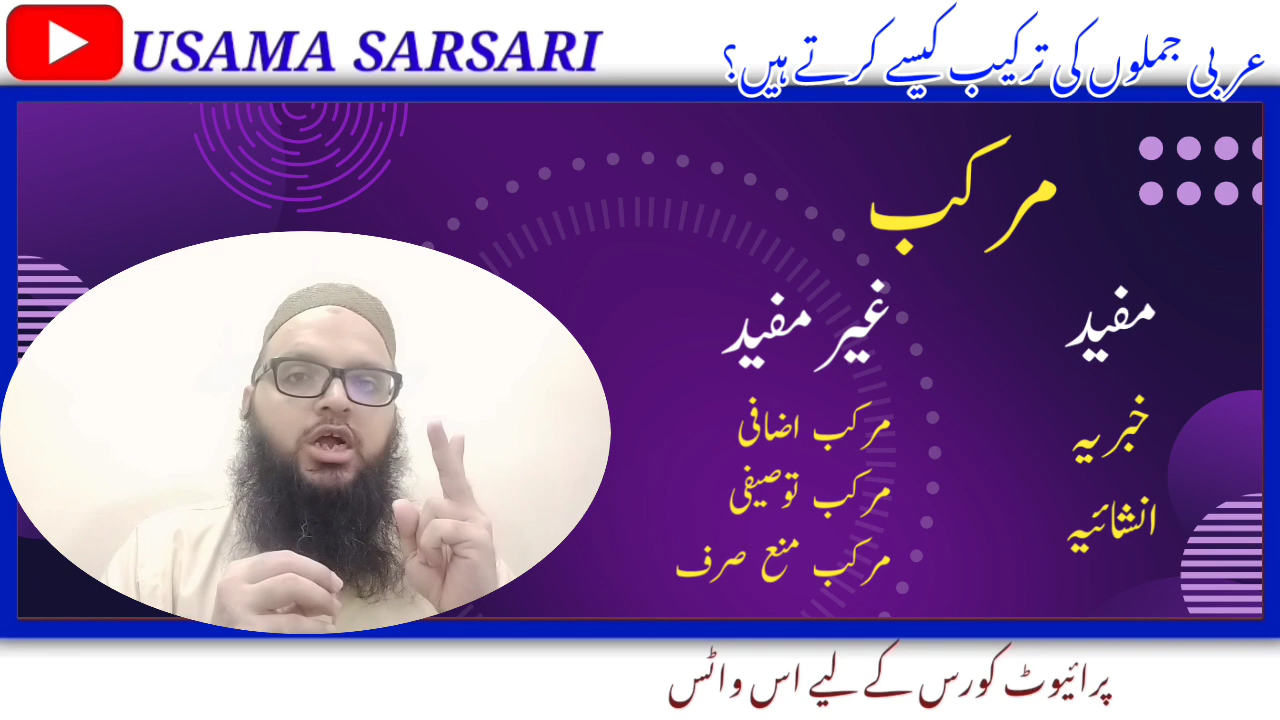 USAMA SARSARI
عربی جملوں کی ترکیب کیسے کرتے ہیں؟
مرکب
مفید
غیر مفید
خبریہ
انشائیہ
مرکب اضافی
مرکب توصیفی
مرکب منع صرف
پرائیوٹ کورس کے لیے اس واٹس